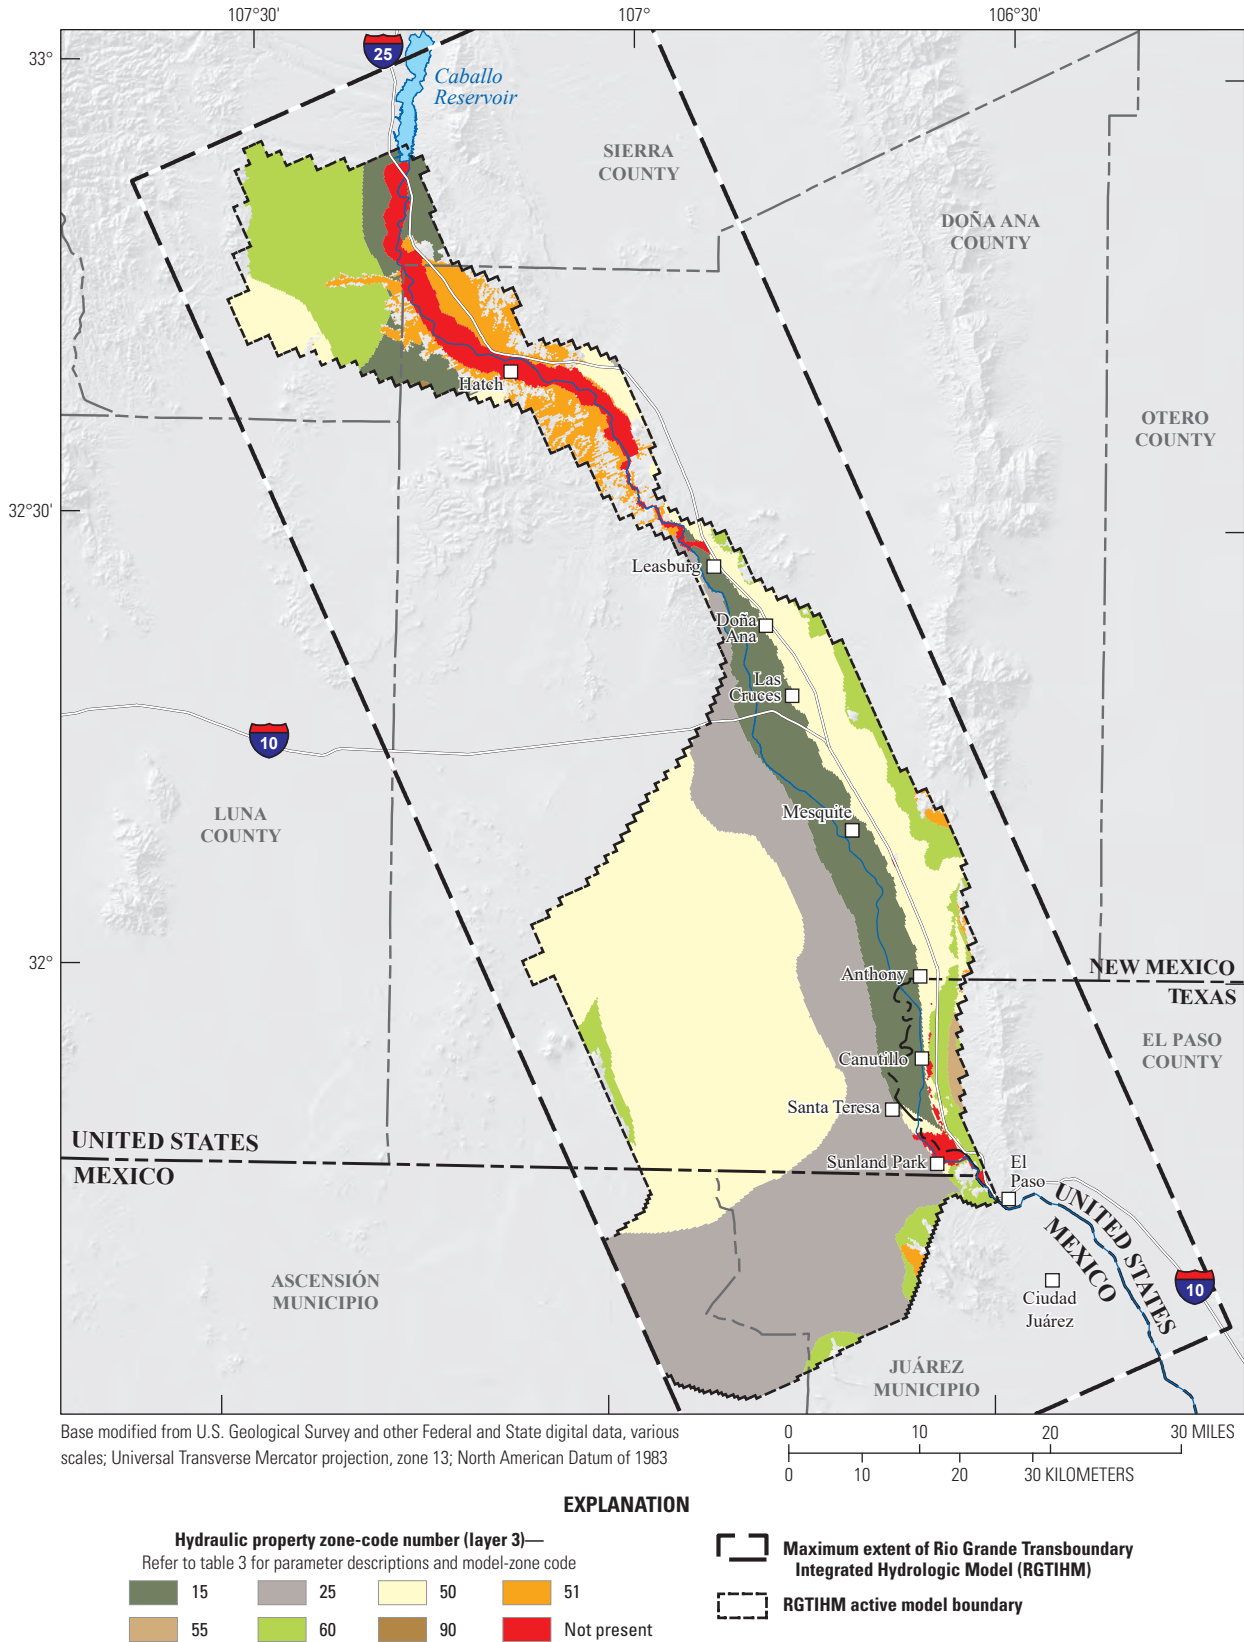 107°30'
107°
106°30'
33°
25
Caballo
Reservoir
SIERRA
COUNTY
DOÑA ANA
COUNTY
Hatch
OTERO
COUNTY
32°30'
Leasburg
Doña
Ana
Las
Cruces
10
LUNA
COUNTY
Mesquite
32°
Anthony
NEW MEXICO
TEXAS
EL PASO
COUNTY
Canutillo
Santa Teresa
UNITED STATES
MEXICO
Sunland Park
El
Paso
UNITED STATES
MEXICO
ASCENSIÓN
MUNICIPIO
Ciudad
Juárez
10
JUÁREZ
MUNICIPIO
Base modified from U.S. Geological Survey and other Federal and State digital data, various
scales; Universal Transverse Mercator projection, zone 13; North American Datum of 1983
0 10 20 30 MILES
0 10 20 30 KILOMETERS
EXPLANATION
Hydraulic property zone-code number (layer 3)—
Refer to table 3 for parameter descriptions and model-zone code
15 25 50 51
55 60 90 Not present
Maximum extent of Rio Grande Transboundary
Integrated Hydrologic Model (RGTIHM)
RGTIHM active model boundary